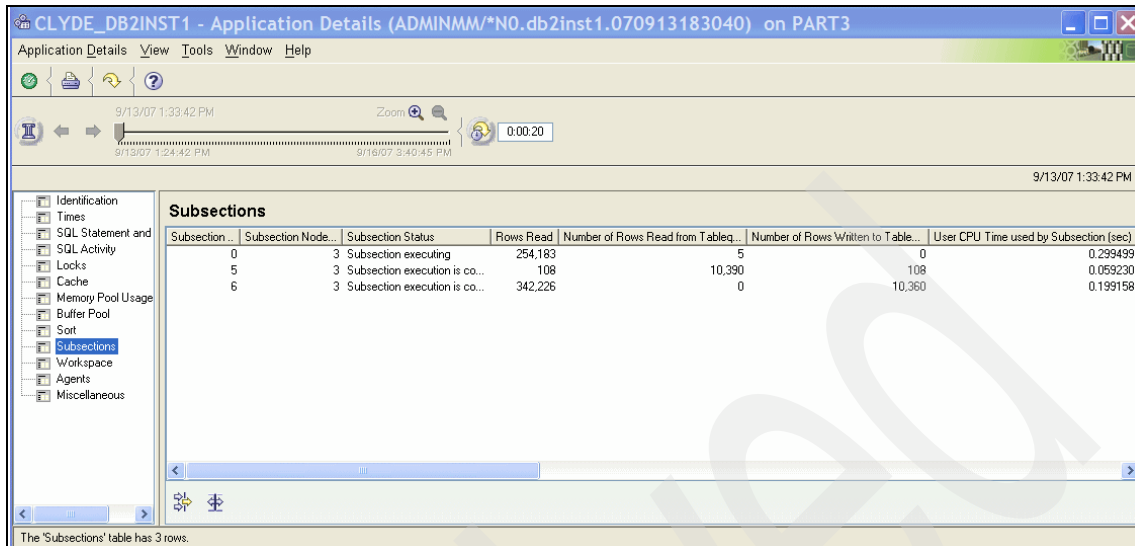 CLYDE_DB2INST1 - Application Details (ADMINMM/*N0.db2inst1.070913183040) on PART3
Application Details View Tools Window Help
9/13/07 1:33:42 PM Zoom
0:00:20
9/13/07 1:24:42 PM 9/16/07 3:40:45 PM
9/13/07 1:33:42 PM
Identification
Times
SQL Statement and
SQL Activity
Locks
Cache
Memory Pool Usage
Buffer Pool
Sort
Subsections
Workspace
Agents
Miscellaneous
Subsections
Subsection .. Subsection Node... Subsection Status Rows Read Number of Rows Read from Tableq... Number of Rows Written to Table... User CPU Time used by Subsection (sec)
0 3 Subsection executing 254,183 5 0 0.299499
5 3 Subsection execution is co... 108 10,390 108 0.059230
6 3 Subsection execution is co... 342,226 0 10,360 0.199158
The 'Subsections' table has 3 rows.